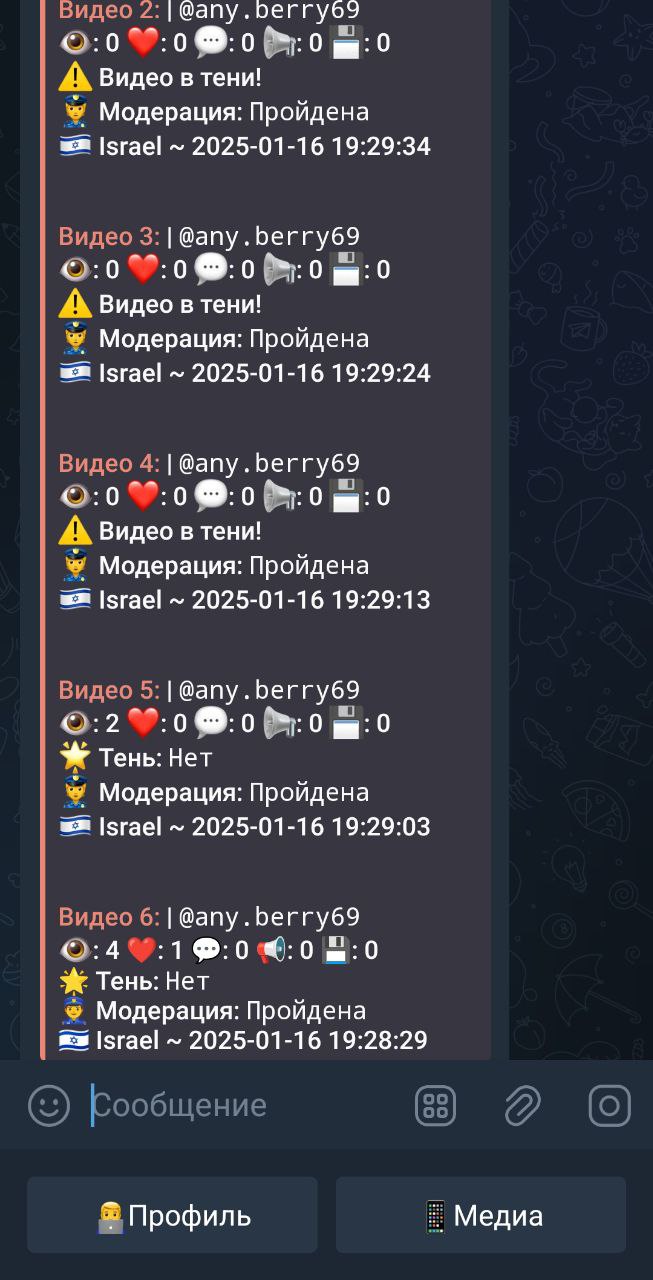 Видео 2: | @any.berry69
👁: 0 ❤️: 0 💬: 0 📢: 0 💾: 0
⚠️ Видео в тени!
👮 Модерация: Пройдена
🇮🇱 Israel ~ 2025-01-16 19:29:34
Видео 3: | @any.berry69
👁: 0 ❤️: 0 💬: 0 📢: 0 💾: 0
⚠️ Видео в тени!
👮 Модерация: Пройдена
🇮🇱 Israel ~ 2025-01-16 19:29:24
Видео 4: | @any.berry69
👁: 0 ❤️: 0 💬: 0 📢: 0 💾: 0
⚠️ Видео в тени!
👮 Модерация: Пройдена
🇮🇱 Israel ~ 2025-01-16 19:29:13
Видео 5: | @any.berry69
👁: 2 ❤️: 0 💬: 0 📢: 0 💾: 0
🌟 Тень: Нет
👮 Модерация: Пройдена
🇮🇱 Israel ~ 2025-01-16 19:29:03
Видео 6: | @any.berry69
👁: 4 ❤️: 1 💬: 0 📢: 0 💾: 0
🌟 Тень: Нет
👮 Модерация: Пройдена
🇮🇱 Israel ~ 2025-01-16 19:28:29
Сообщение
👨‍💻Профиль
📱Медиа